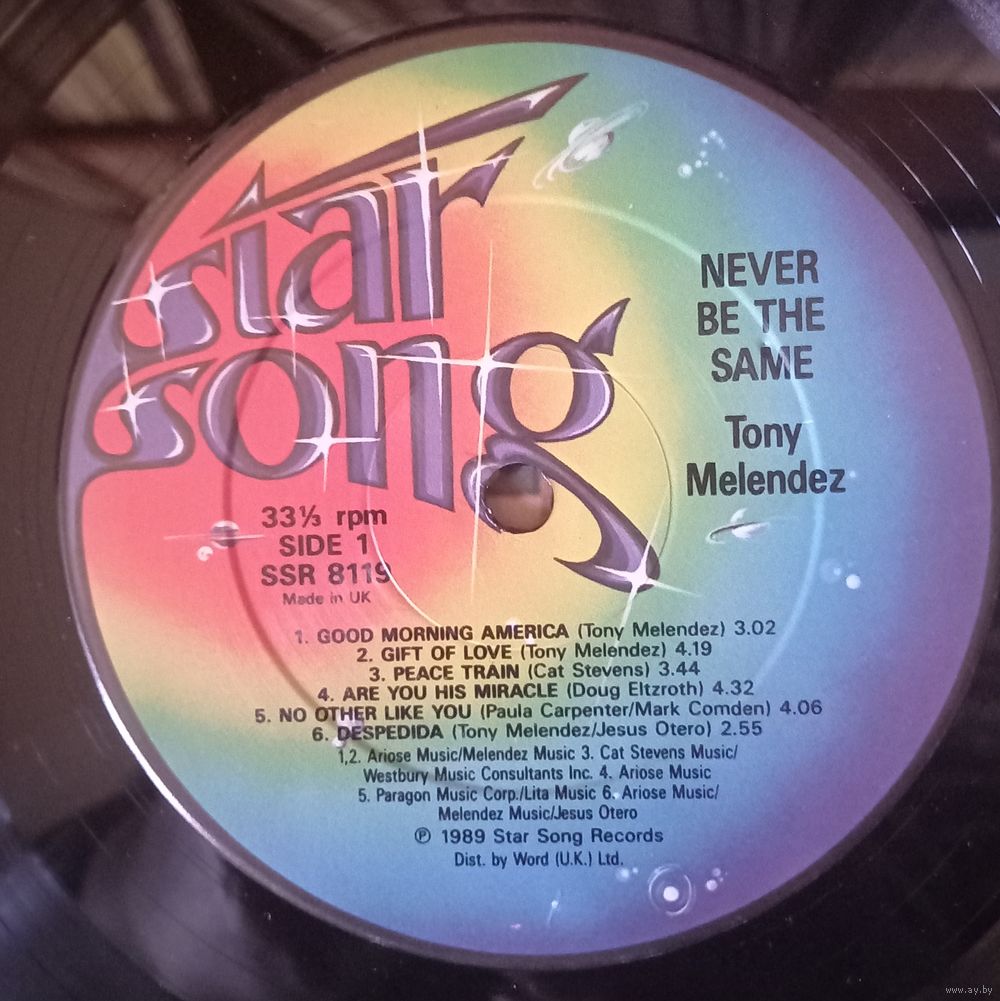 star
song
NEVER
BE THE
SAME
Tony
Melendez
33⅓ rpm
SIDE 1
SSR 8119
Made in UK
1. GOOD MORNING AMERICA (Tony Melendez) 3.02
2. GIFT OF LOVE (Tony Melendez) 4.19
3. PEACE TRAIN (Cat Stevens) 3.44
4. ARE YOU HIS MIRACLE (Doug Eltzroth) 4.32
5. NO OTHER LIKE YOU (Paula Carpenter/Mark Comden) 4.06
6. DESPEDIDA (Tony Melendez/Jesus Otero) 2.55
1,2. Ariose Music/Melendez Music 3. Cat Stevens Music/
Westbury Music Consultants Inc. 4. Ariose Music
5. Paragon Music Corp./Lita Music 6. Ariose Music/
Melendez Music/Jesus Otero
℗ 1989 Star Song Records
Dist. by Word (U.K.) Ltd.
www.ay.by